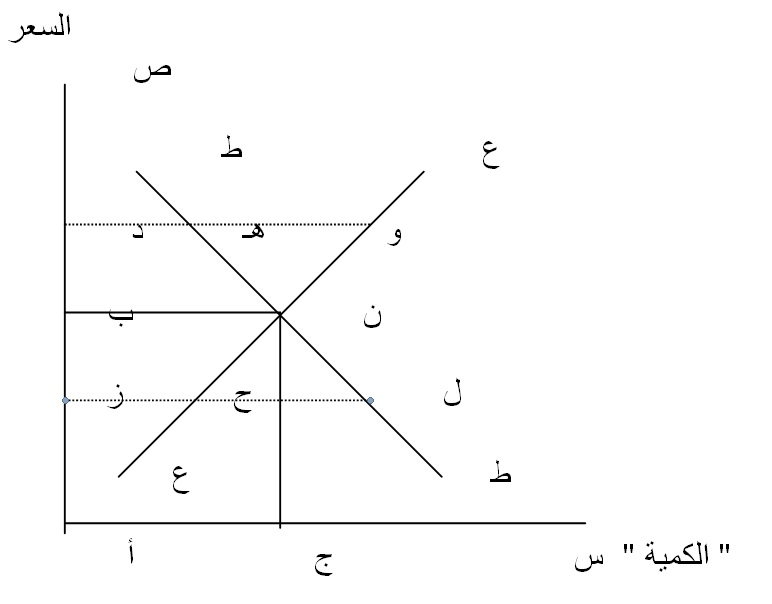 السعر
ص
ط ع
د هـ و
ب ن
ز ح ل
ع ط
أ ج س " الكمية "